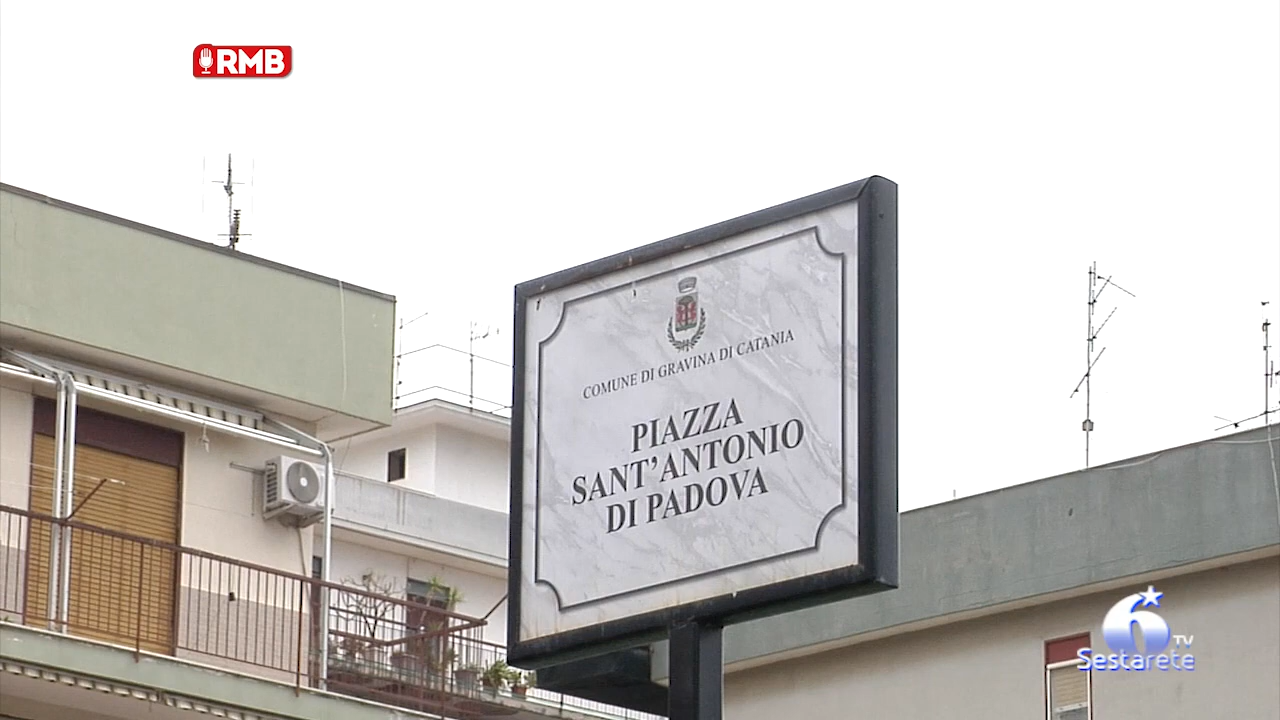 RMB
COMUNE DI GRAVINA DI CATANIA
PIAZZA
SANT'ANTONIO
DI PADOVA
6 TV
Sestarete